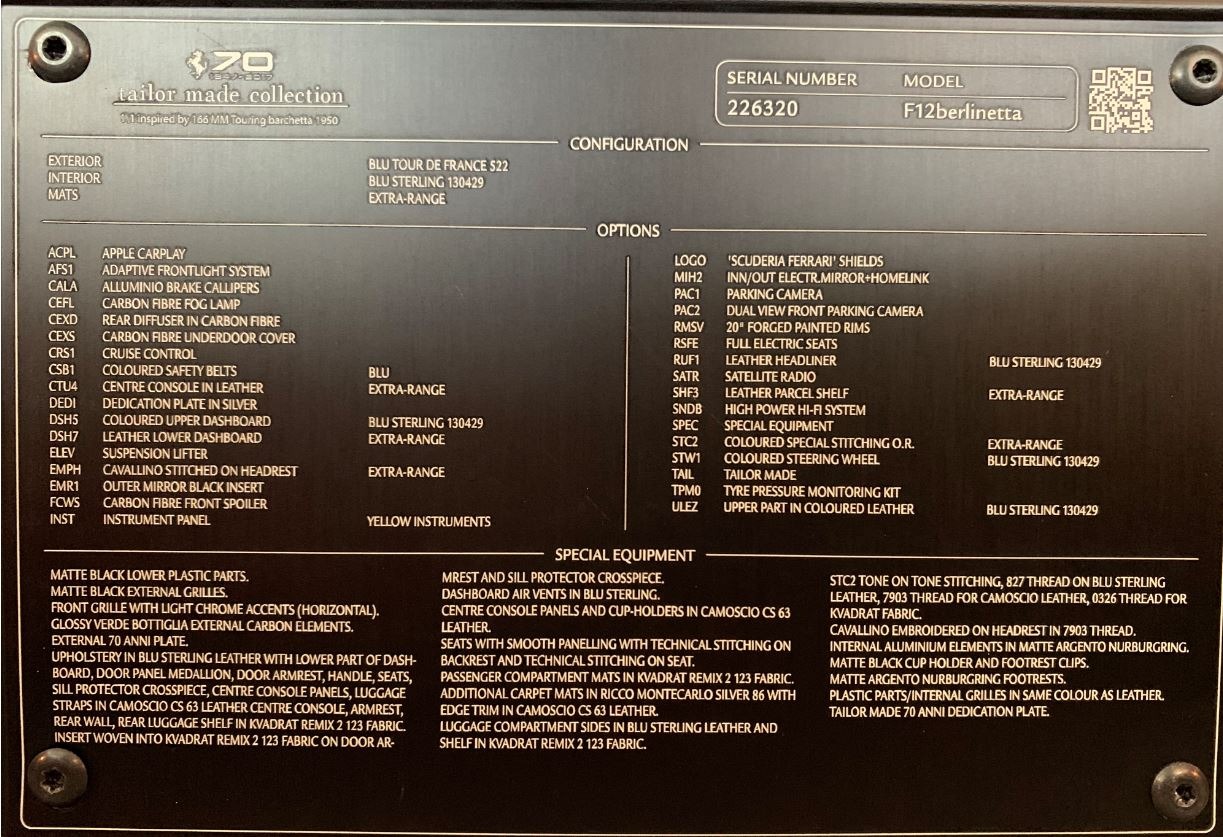 70
1947-2017
tailor made collection
1:1 inspired by 166 MM Touring barchetta 1950
SERIAL NUMBER MODEL
226320 F12berlinetta
CONFIGURATION
EXTERIOR BLU TOUR DE FRANCE 522
INTERIOR BLU STERLING 130429
MATS EXTRA-RANGE
OPTIONS
ACPL APPLE CARPLAY
AFS1 ADAPTIVE FRONTLIGHT SYSTEM
CALA ALLUMINIO BRAKE CALLIPERS
CEFL CARBON FIBRE FOG LAMP
CEXD REAR DIFFUSER IN CARBON FIBRE
CEXS CARBON FIBRE UNDERDOOR COVER
CRS1 CRUISE CONTROL
CSB1 COLOURED SAFETY BELTS BLU
CTU4 CENTRE CONSOLE IN LEATHER EXTRA-RANGE
DEDI DEDICATION PLATE IN SILVER
DSH5 COLOURED UPPER DASHBOARD BLU STERLING 130429
DSH7 LEATHER LOWER DASHBOARD EXTRA-RANGE
ELEV SUSPENSION LIFTER
EMPH CAVALLINO STITCHED ON HEADREST EXTRA-RANGE
EMR1 OUTER MIRROR BLACK INSERT
FCWS CARBON FIBRE FRONT SPOILER
INST INSTRUMENT PANEL YELLOW INSTRUMENTS
LOGO 'SCUDERIA FERRARI' SHIELDS
MIH2 INN/OUT ELECTR.MIRROR+HOMELINK
PAC1 PARKING CAMERA
PAC2 DUAL VIEW FRONT PARKING CAMERA
RMSV 20" FORGED PAINTED RIMS
RSFE FULL ELECTRIC SEATS
RUF1 LEATHER HEADLINER BLU STERLING 130429
SATR SATELLITE RADIO
SHF3 LEATHER PARCEL SHELF EXTRA-RANGE
SNDB HIGH POWER HI-FI SYSTEM
SPEC SPECIAL EQUIPMENT
STC2 COLOURED SPECIAL STITCHING O.R. EXTRA-RANGE
STW1 COLOURED STEERING WHEEL BLU STERLING 130429
TAIL TAILOR MADE
TPM0 TYRE PRESSURE MONITORING KIT
ULEZ UPPER PART IN COLOURED LEATHER BLU STERLING 130429
SPECIAL EQUIPMENT
MATTE BLACK LOWER PLASTIC PARTS.
MATTE BLACK EXTERNAL GRILLES.
FRONT GRILLE WITH LIGHT CHROME ACCENTS (HORIZONTAL).
GLOSSY VERDE BOTTIGLIA EXTERNAL CARBON ELEMENTS.
EXTERNAL 70 ANNI PLATE.
UPHOLSTERY IN BLU STERLING LEATHER WITH LOWER PART OF DASH-
BOARD, DOOR PANEL MEDALLION, DOOR ARMREST, HANDLE, SEATS,
SILL PROTECTOR CROSSPIECE, CENTRE CONSOLE PANELS, LUGGAGE
STRAPS IN CAMOSCIO CS 63 LEATHER CENTRE CONSOLE, ARMREST,
REAR WALL, REAR LUGGAGE SHELF IN KVADRAT REMIX 2 123 FABRIC.
INSERT WOVEN INTO KVADRAT REMIX 2 123 FABRIC ON DOOR AR-
MREST AND SILL PROTECTOR CROSSPIECE.
DASHBOARD AIR VENTS IN BLU STERLING.
CENTRE CONSOLE PANELS AND CUP-HOLDERS IN CAMOSCIO CS 63
LEATHER.
SEATS WITH SMOOTH PANELLING WITH TECHNICAL STITCHING ON
BACKREST AND TECHNICAL STITCHING ON SEAT.
PASSENGER COMPARTMENT MATS IN KVADRAT REMIX 2 123 FABRIC.
ADDITIONAL CARPET MATS IN RICCO MONTECARLO SILVER 86 WITH
EDGE TRIM IN CAMOSCIO CS 63 LEATHER.
LUGGAGE COMPARTMENT SIDES IN BLU STERLING LEATHER AND
SHELF IN KVADRAT REMIX 2 123 FABRIC.
STC2 TONE ON TONE STITCHING, 827 THREAD ON BLU STERLING
LEATHER, 7903 THREAD FOR CAMOSCIO LEATHER, 0326 THREAD FOR
KVADRAT FABRIC.
CAVALLINO EMBROIDERED ON HEADREST IN 7903 THREAD.
INTERNAL ALUMINIUM ELEMENTS IN MATTE ARGENTO NURBURGRING.
MATTE BLACK CUP HOLDER AND FOOTREST CLIPS.
MATTE ARGENTO NURBURGRING FOOTRESTS.
PLASTIC PARTS/INTERNAL GRILLES IN SAME COLOUR AS LEATHER.
TAILOR MADE 70 ANNI DEDICATION PLATE.